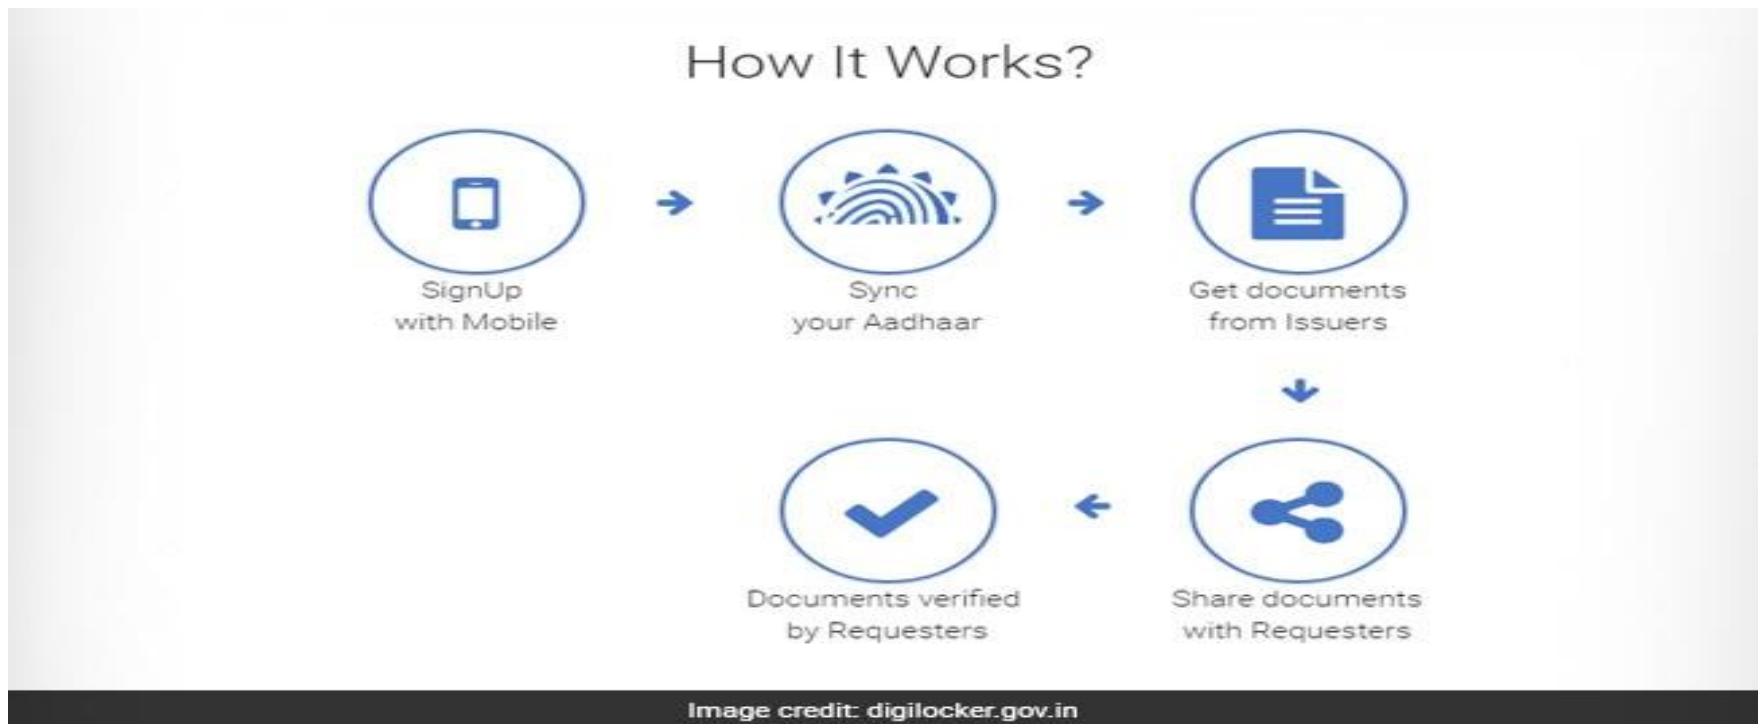 How It Works?
SignUp
with Mobile
Sync
your Aadhaar
Get documents
from Issuers
Documents verified
by Requesters
Share documents
with Requesters
Image credit: digilocker.gov.in